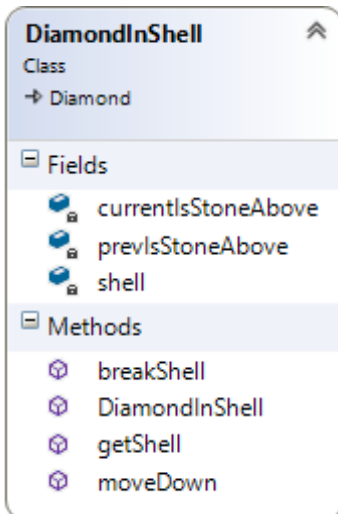 DiamondInShell
Class
Diamond
Fields
currentIsStoneAbove
prevIsStoneAbove
shell
Methods
breakShell
DiamondInShell
getShell
moveDown